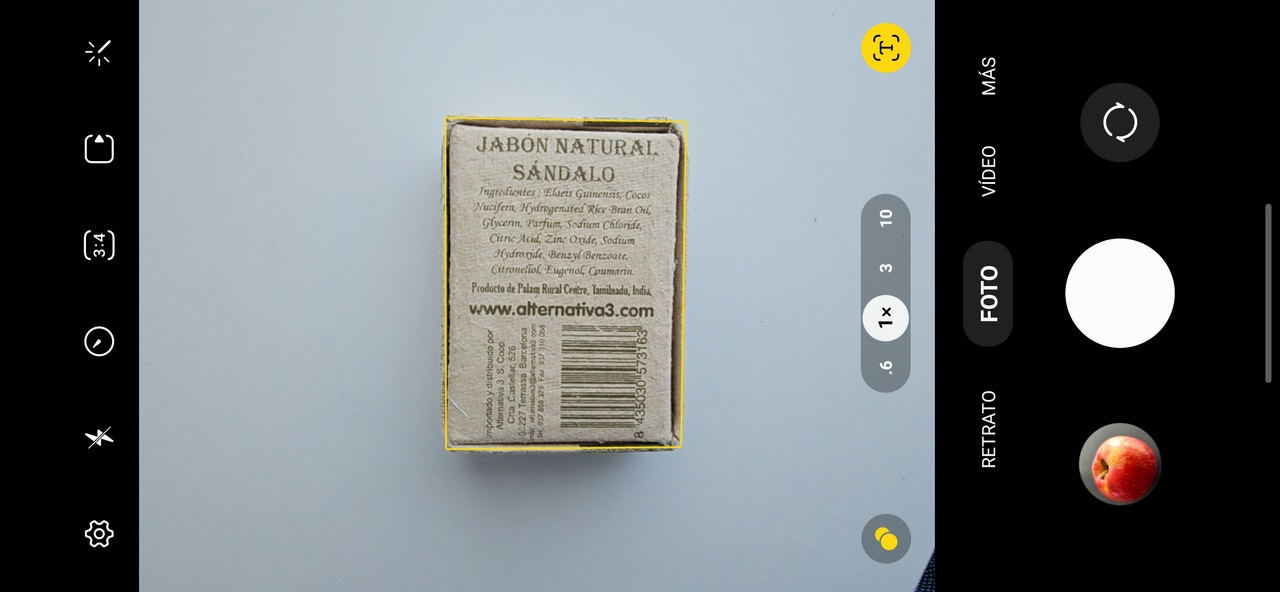 JABÓN NATURAL
SÁNDALO
Ingredientes : Elaeis Guinensis, Cocos
Nucifera, Hydrogenated Rice Bran Oil,
Glycerin, Parfum, Sodium Chloride,
Citric Acid, Zinc Oxide, Sodium
Hydroxide, Benzyl Benzoate,
Citronellol, Eugenol, Coumarin.
Producto de Palam Rural Centre, Tamilnadu, India.
www.alternativa3.com
Importado y distribuido por
Alternativa 3, S. Coop.
Crta. Castellar, 526
Terrassa. Barcelona
8 435030 573163
3:4
.6
1×
3
10
MÁS
VÍDEO
FOTO
RETRATO